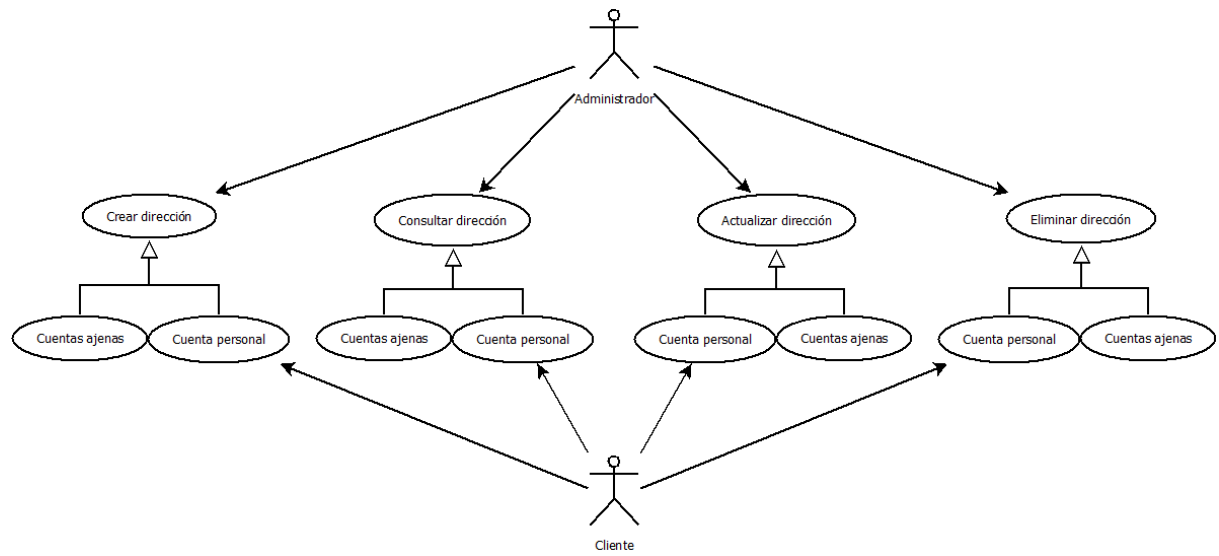 Administrador
Crear dirección
Consultar dirección
Actualizar dirección
Eliminar dirección
Cuentas ajenas
Cuenta personal
Cuentas ajenas
Cuenta personal
Cuenta personal
Cuentas ajenas
Cuenta personal
Cuentas ajenas
Cliente